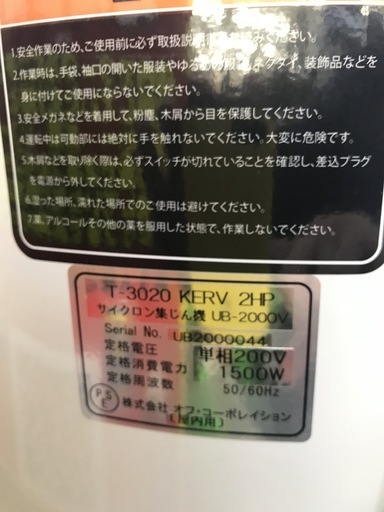 1.安全作業のため、ご使用前に必ず取扱説明書をお読みください。
2.作業時は、手袋、袖口の開いた服装やゆるめの服、ネクタイ、装飾品などを
身に付けてご使用にならないでください。
3.安全メガネなどを着用して、粉塵、木屑から目を保護してください。
4.運転中は可動部には絶対に手を触れないでください。大変に危険です。
5.木屑などを取り除く際は、必ずスイッチが切れていることを確認し、差込プラグ
を電源から外してください。
6.湿った場所、濡れた場所でのご使用は避けてください。
7.薬、アルコールその他の薬を服用した状態で、作業しないでください。
T-3020 KERV 2HP
サイクロン集じん機 UB-2000V
Serial No. UB2000044
定格電圧 単相200V
定格消費電力 1500W
定格周波数 50/60Hz
PSE 株式会社 オフ・コーポレイション
(屋内用)